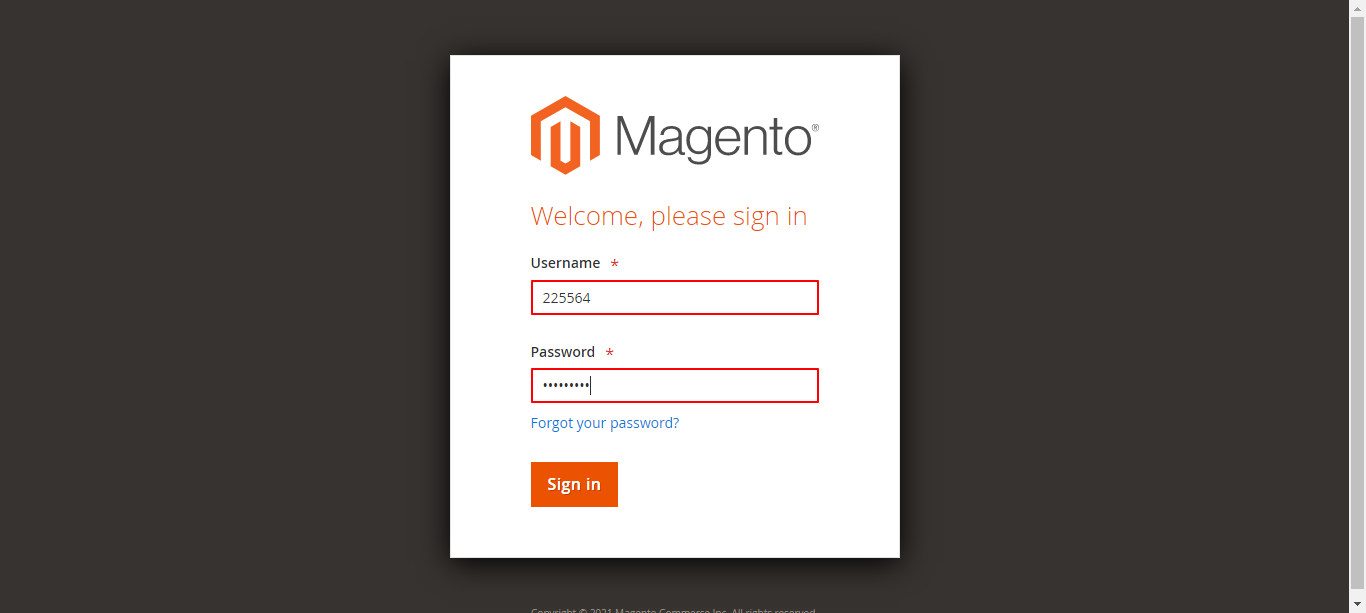 Magento®
Welcome, please sign in
Username *
225564
Password *
•••••••••
Forgot your password?
Sign in
Copyright © 2021 Magento Commerce Inc. All rights reserved.